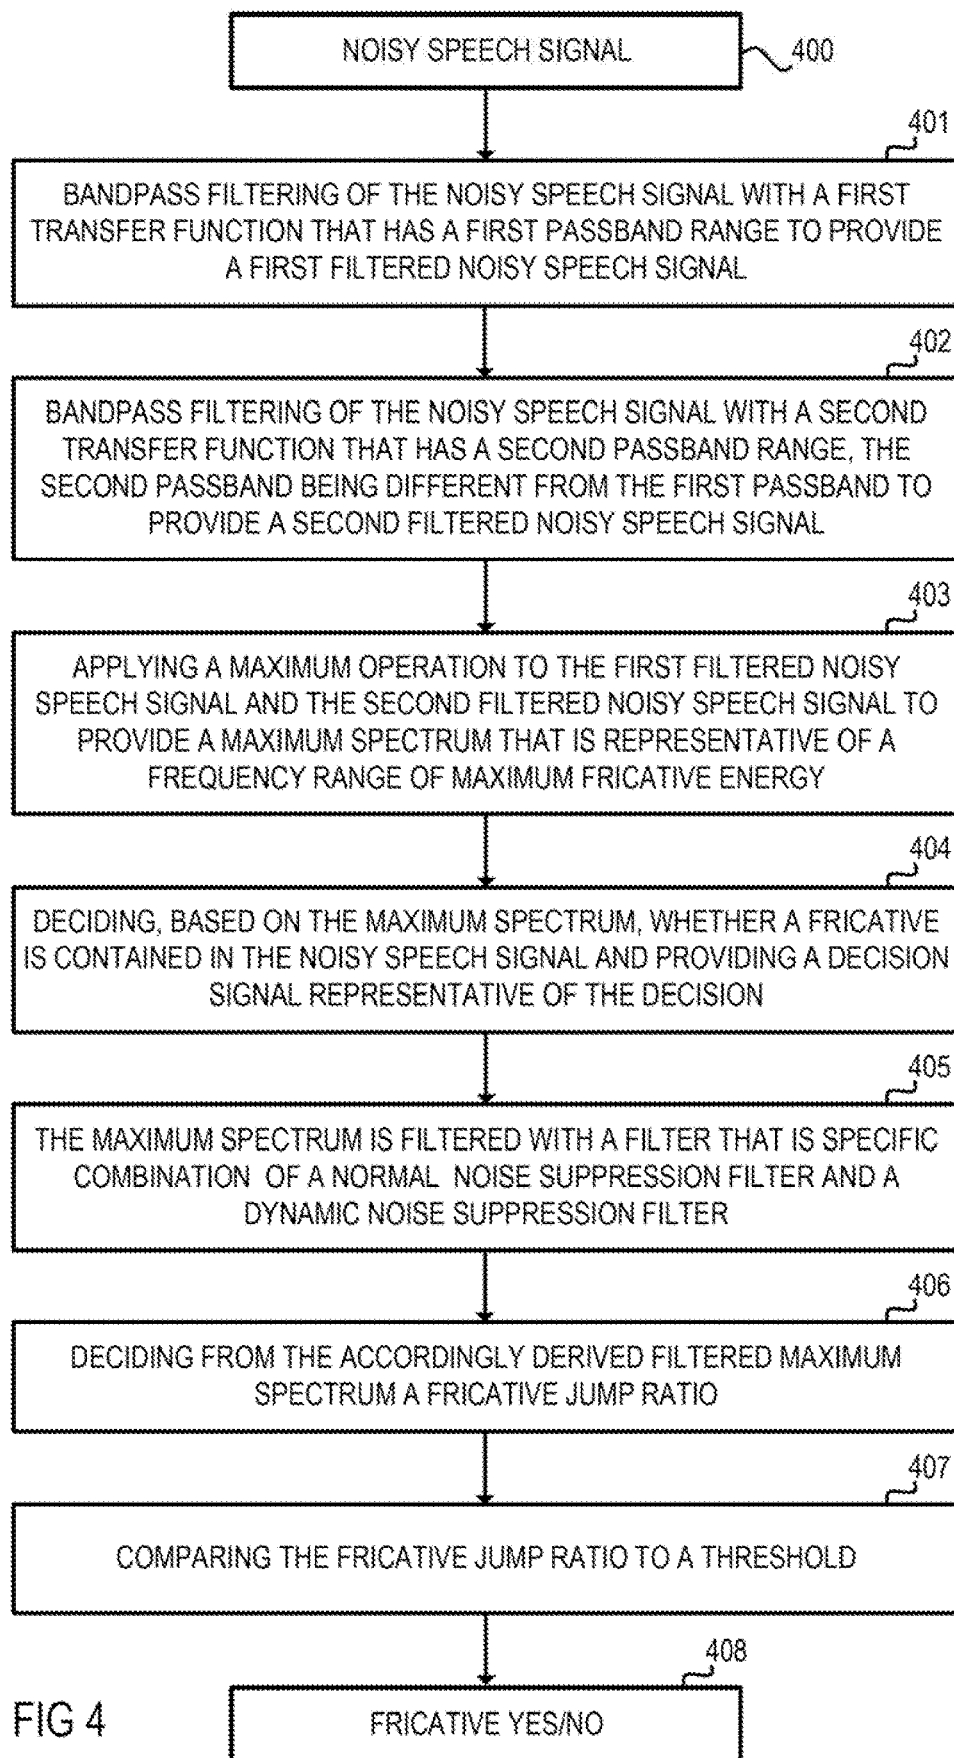 NOISY SPEECH SIGNAL
400
401
BANDPASS FILTERING OF THE NOISY SPEECH SIGNAL WITH A FIRST
TRANSFER FUNCTION THAT HAS A FIRST PASSBAND RANGE TO PROVIDE
A FIRST FILTERED NOISY SPEECH SIGNAL
402
BANDPASS FILTERING OF THE NOISY SPEECH SIGNAL WITH A SECOND
TRANSFER FUNCTION THAT HAS A SECOND PASSBAND RANGE, THE
SECOND PASSBAND BEING DIFFERENT FROM THE FIRST PASSBAND TO
PROVIDE A SECOND FILTERED NOISY SPEECH SIGNAL
403
APPLYING A MAXIMUM OPERATION TO THE FIRST FILTERED NOISY
SPEECH SIGNAL AND THE SECOND FILTERED NOISY SPEECH SIGNAL TO
PROVIDE A MAXIMUM SPECTRUM THAT IS REPRESENTATIVE OF A
FREQUENCY RANGE OF MAXIMUM FRICATIVE ENERGY
404
DECIDING, BASED ON THE MAXIMUM SPECTRUM, WHETHER A FRICATIVE
IS CONTAINED IN THE NOISY SPEECH SIGNAL AND PROVIDING A DECISION
SIGNAL REPRESENTATIVE OF THE DECISION
405
THE MAXIMUM SPECTRUM IS FILTERED WITH A FILTER THAT IS SPECIFIC
COMBINATION OF A NORMAL NOISE SUPPRESSION FILTER AND A
DYNAMIC NOISE SUPPRESSION FILTER
406
DECIDING FROM THE ACCORDINGLY DERIVED FILTERED MAXIMUM
SPECTRUM A FRICATIVE JUMP RATIO
407
COMPARING THE FRICATIVE JUMP RATIO TO A THRESHOLD
408
FRICATIVE YES/NO
FIG 4